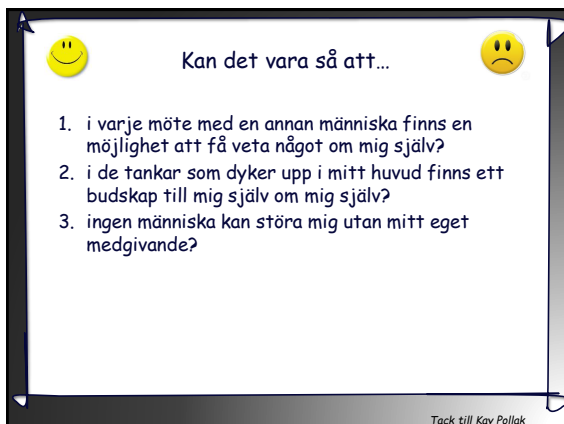 Kan det vara så att…
1. i varje möte med en annan människa finns en
möjlighet att få veta något om mig själv?
2. i de tankar som dyker upp i mitt huvud finns ett
budskap till mig själv om mig själv?
3. ingen människa kan störa mig utan mitt eget
medgivande?
Tack till Kay Pollak